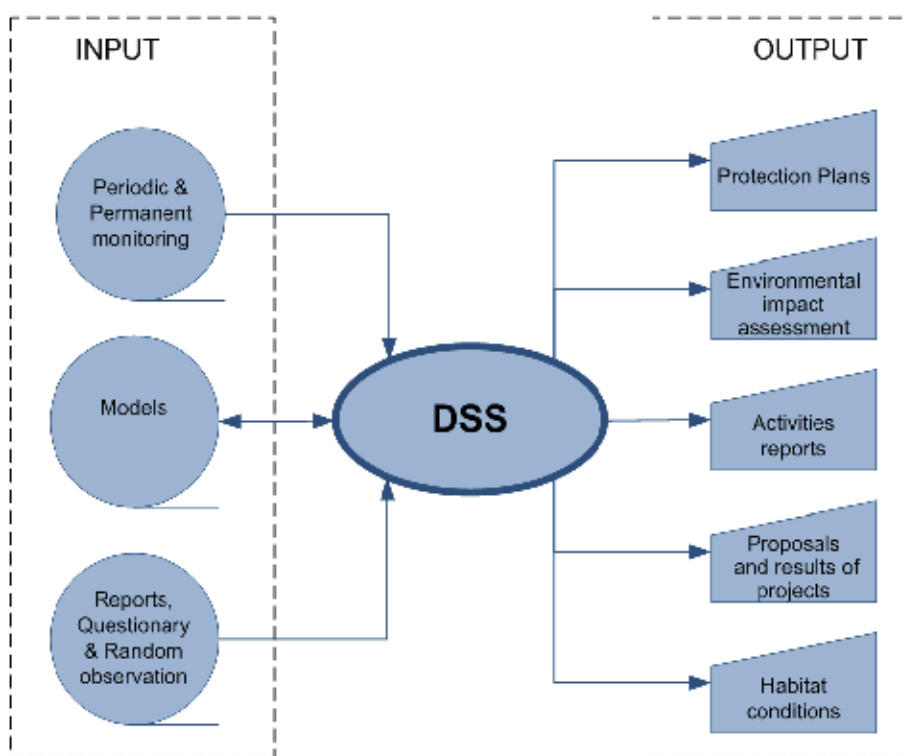 INPUT
OUTPUT
Periodic &
Permanent
monitoring
Models
Reports,
Questionary
& Random
observation
DSS
Protection Plans
Environmental
impact
assessment
Activities
reports
Proposals
and results of
projects
Habitat
conditions